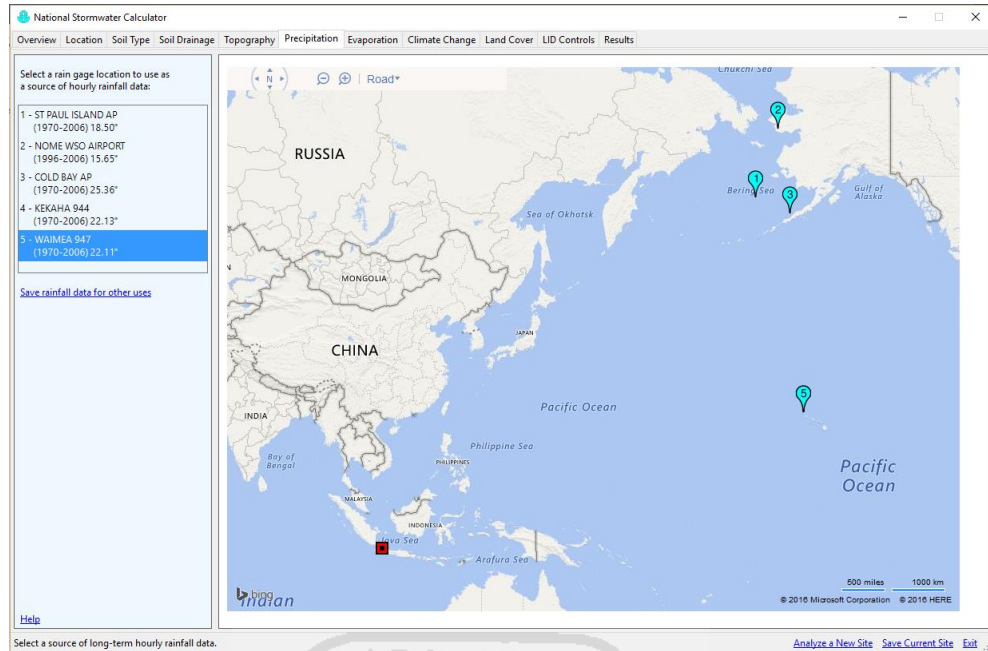 National Stormwater Calculator
Overview Location Soil Type Soil Drainage Topography Precipitation Evaporation Climate Change Land Cover LID Controls Results
Select a rain gage location to use as
a source of hourly rainfall data:
1 - ST PAUL ISLAND AP
(1970-2006) 18.50"
2 - NOME WSO AIRPORT
(1996-2006) 15.65"
3 - COLD BAY AP
(1970-2006) 25.36"
4 - KEKAHA 944
(1970-2006) 22.13"
5 - WAIMEA 947
(1970-2006) 22.11"
Save rainfall data for other uses
Help
N
Road
Chukchi Sea
2
RUSSIA
1
Bering Sea
3
Gulf of
Alaska
Sea of Okhotsk
MONGOLIA
JAPAN
CHINA
5
Pacific Ocean
INDIA
Philippine Sea
Bay of
Bengal
PHILIPPINES
Pacific
Ocean
MALAYSIA
INDONESIA
Java Sea
Arafura Sea
bing
Indian
500 miles 1000 km
© 2016 Microsoft Corporation © 2016 HERE
Select a source of long-term hourly rainfall data.
Analyze a New Site Save Current Site Exit